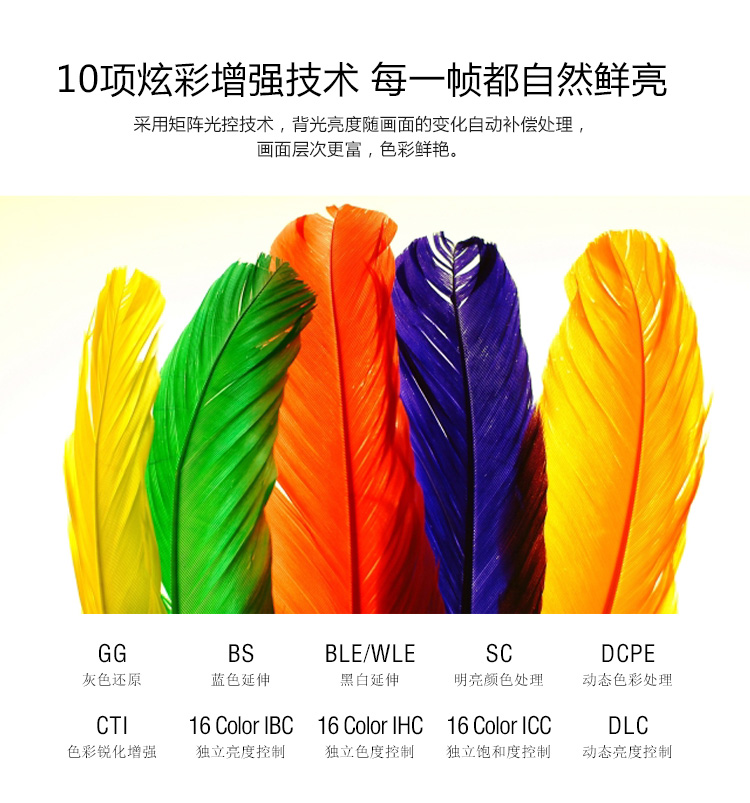 10项炫彩增强技术 每一帧都自然鲜亮
采用矩阵光控技术，背光亮度随画面的变化自动补偿处理，
画面层次更富，色彩鲜艳。
GG BS BLE/WLE SC DCPE
灰色还原 蓝色延伸 黑白延伸 明亮颜色处理 动态色彩处理
CTI 16 Color IBC 16 Color IHC 16 Color ICC DLC
色彩锐化增强 独立亮度控制 独立色度控制 独立饱和度控制 动态亮度控制